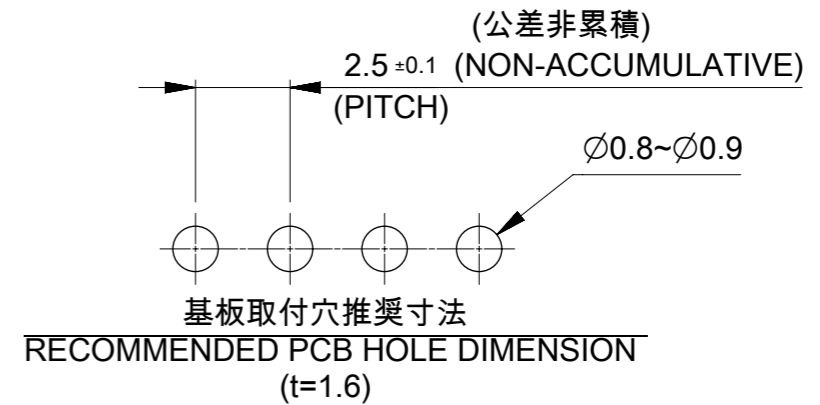 (公差非累積)
2.5 ±0.1 (NON-ACCUMULATIVE)
(PITCH)
∅0.8~∅0.9
基板取付穴推奨寸法
RECOMMENDED PCB HOLE DIMENSION
(t=1.6)